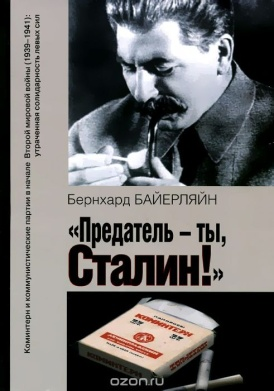 Коминтерн и коммунистические партии в начале Второй мировой войны (1939–1941):
утраченная солидарность левых сил
Бернхард БАЙЕРЛЯЙН
«Предатель – ты,
Сталин!»
КОМИНТЕРН
ozon.ru